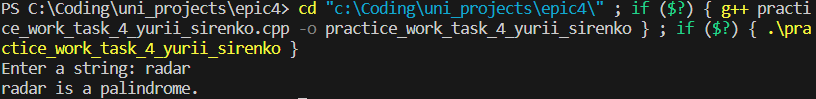 PS C:\Coding\uni_projects\epic4> cd "c:\Coding\uni_projects\epic4\" ; if ($?) { g++ practi
ce_work_task_4_yurii_sirenko.cpp -o practice_work_task_4_yurii_sirenko } ; if ($?) { .\pra
ctice_work_task_4_yurii_sirenko }
Enter a string: radar
radar is a palindrome.